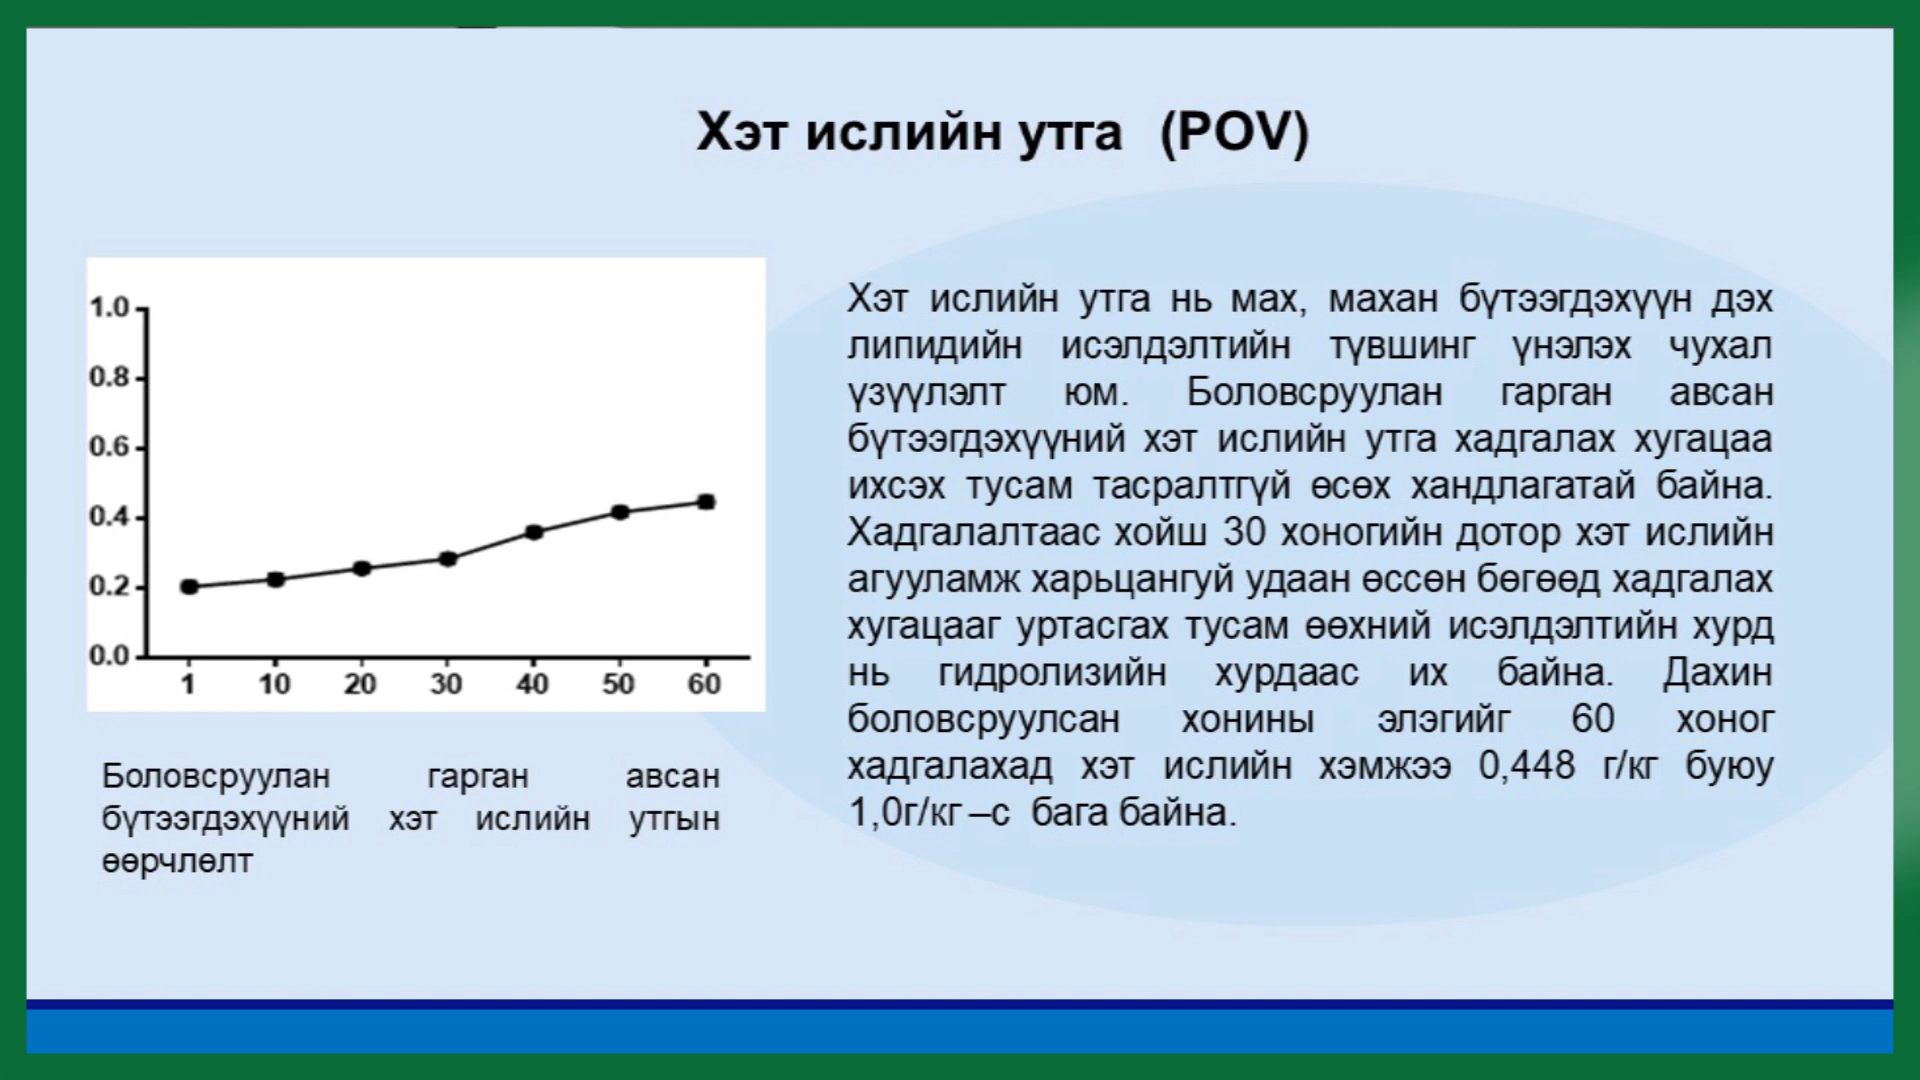 Хэт ислийн утга (POV)
1.0
0.8
0.6
0.4
0.2
0.0
1 10 20 30 40 50 60
Боловсруулан гарган авсан
бүтээгдэхүүний хэт ислийн утгын
өөрчлөлт
Хэт ислийн утга нь мах, махан бүтээгдэхүүн дэх
липидийн исэлдэлтийн түвшинг үнэлэх чухал
үзүүлэлт юм. Боловсруулан гарган авсан
бүтээгдэхүүний хэт ислийн утга хадгалах хугацаа
ихсэх тусам тасралтгүй өсөх хандлагатай байна.
Хадгалалтаас хойш 30 хоногийн дотор хэт ислийн
агууламж харьцангуй удаан өссөн бөгөөд хадгалах
хугацааг уртасгах тусам өөхний исэлдэлтийн хурд
нь гидролизийн хурдаас их байна. Дахин
боловсруулсан хонины элэгийг 60 хоног
хадгалахад хэт ислийн хэмжээ 0,448 г/кг буюу
1,0г/кг –с бага байна.